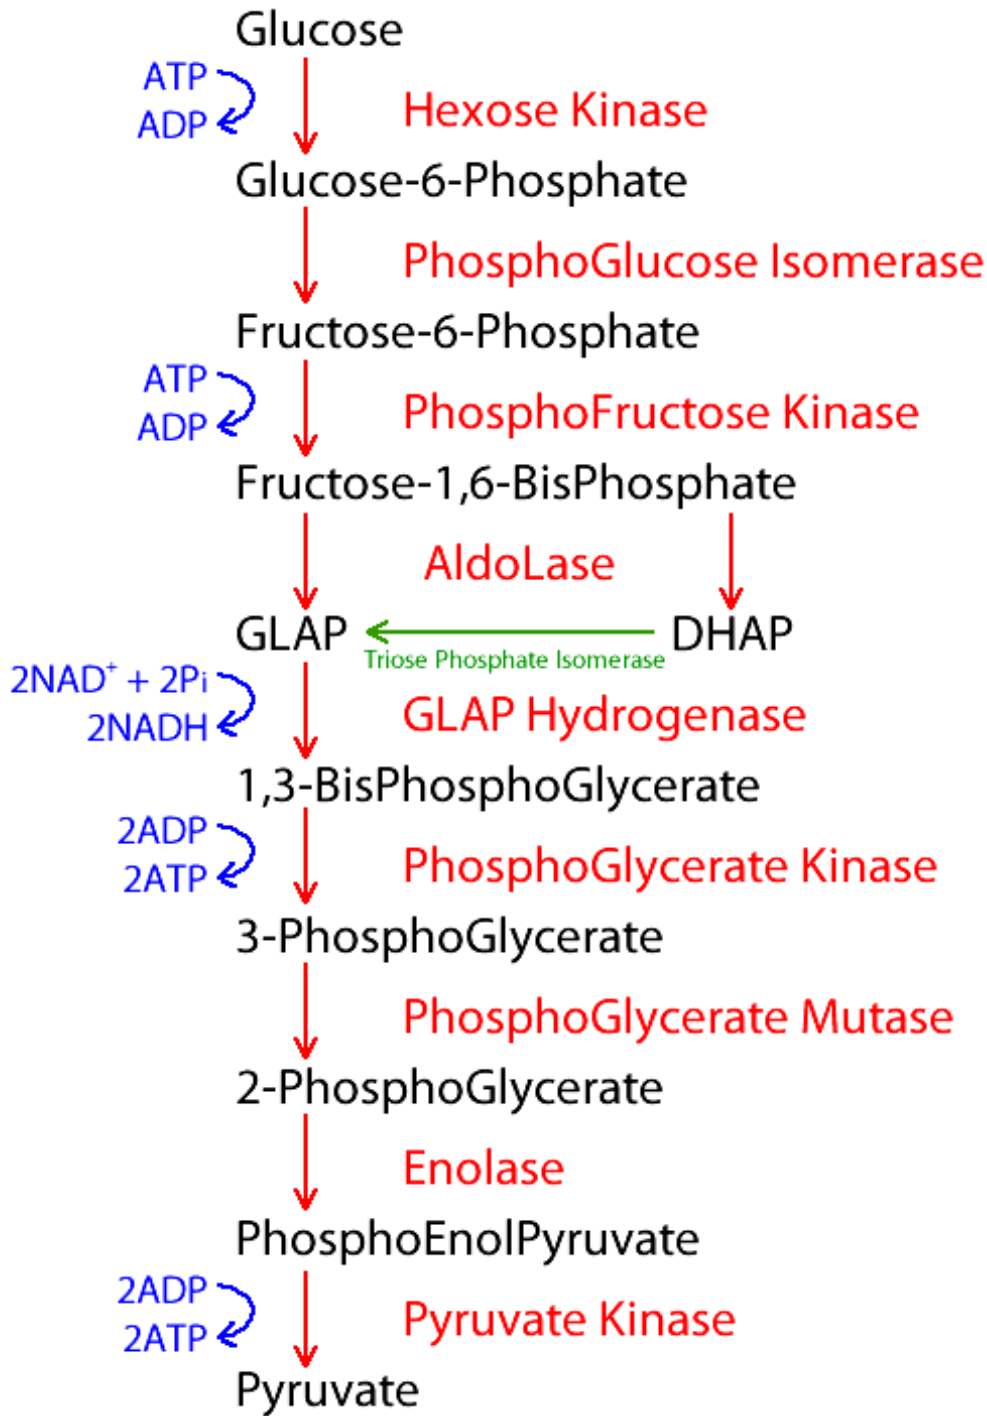 Glucose
ATP
ADP
Hexose Kinase
Glucose-6-Phosphate
PhosphoGlucose Isomerase
Fructose-6-Phosphate
ATP
ADP
PhosphoFructose Kinase
Fructose-1,6-BisPhosphate
AldoLase
GLAP
DHAP
Triose Phosphate Isomerase
2NAD⁺ + 2Pi
2NADH
GLAP Hydrogenase
1,3-BisPhosphoGlycerate
2ADP
2ATP
PhosphoGlycerate Kinase
3-PhosphoGlycerate
PhosphoGlycerate Mutase
2-PhosphoGlycerate
Enolase
PhosphoEnolPyruvate
2ADP
2ATP
Pyruvate Kinase
Pyruvate